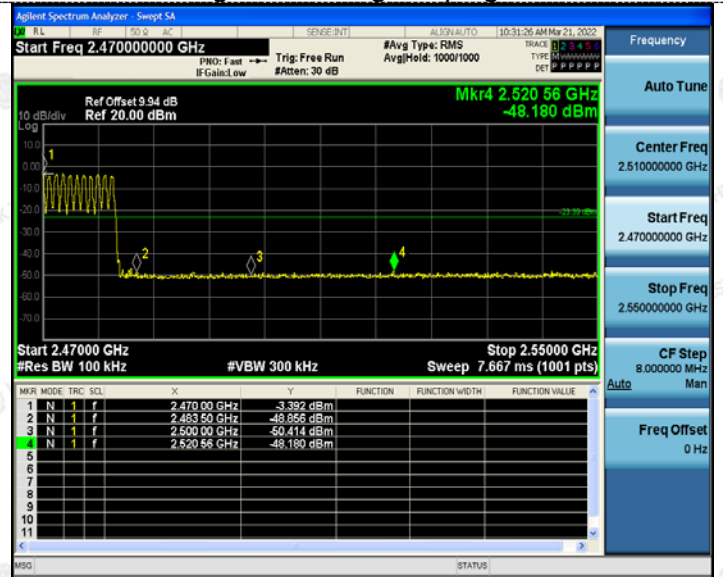 Agilent Spectrum Analyzer - Swept SA
RL RF 50 Ω AC SENSE:INT ALIGN AUTO 10:31:26 AM Mar 21, 2022
Start Freq 2.470000000 GHz
PNO: Fast
IFGain:Low
Trig: Free Run
#Atten: 30 dB
#Avg Type: RMS
Avg|Hold: 1000/1000
TRACE 1 2 3 4 5 6
TYPE M
DET P P P P P P
Frequency
Auto Tune
Center Freq
2.510000000 GHz
Start Freq
2.470000000 GHz
Stop Freq
2.550000000 GHz
CF Step
8.000000 MHz
Auto Man
Freq Offset
0 Hz
Mkr4 2.520 56 GHz
-48.180 dBm
Ref Offset 9.94 dB
10 dB/div Ref 20.00 dBm
Log
10.0
0.00
-10.0
-20.0
-30.0
-40.0
-50.0
-60.0
-70.0
1
2
3
4
-23.39 dBm
Start 2.47000 GHz Stop 2.55000 GHz
#Res BW 100 kHz #VBW 300 kHz Sweep 7.667 ms (1001 pts)
MKR MODE TRC SCL X Y FUNCTION FUNCTION WIDTH FUNCTION VALUE
1 N 1 f 2.470 00 GHz -3.392 dBm
2 N 1 f 2.483 50 GHz -48.856 dBm
3 N 1 f 2.500 00 GHz -50.414 dBm
4 N 1 f 2.520 56 GHz -48.180 dBm
5
6
7
8
9
10
11
MSG STATUS